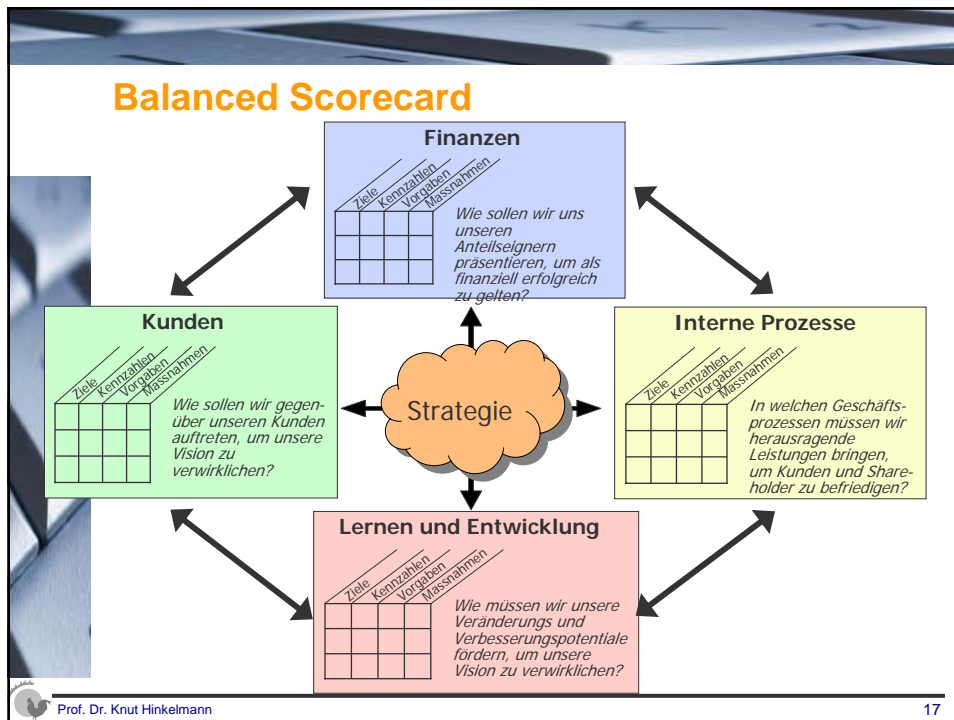 Balanced Scorecard
Finanzen
Ziele
Kennzahlen
Vorgaben
Massnahmen
Wie sollen wir uns
unseren
Anteilseignern
präsentieren, um als
finanziell erfolgreich
zu gelten?
Kunden
Ziele
Kennzahlen
Vorgaben
Massnahmen
Wie sollen wir gegen-
über unseren Kunden
auftreten, um unsere
Vision zu
verwirklichen?
Strategie
Interne Prozesse
Ziele
Kennzahlen
Vorgaben
Massnahmen
In welchen Geschäfts-
prozessen müssen wir
herausragende
Leistungen bringen,
um Kunden und Share-
holder zu befriedigen?
Lernen und Entwicklung
Ziele
Kennzahlen
Vorgaben
Massnahmen
Wie müssen wir unsere
Veränderungs und
Verbesserungspotentiale
fördern, um unsere
Vision zu verwirklichen?
Prof. Dr. Knut Hinkelmann
17